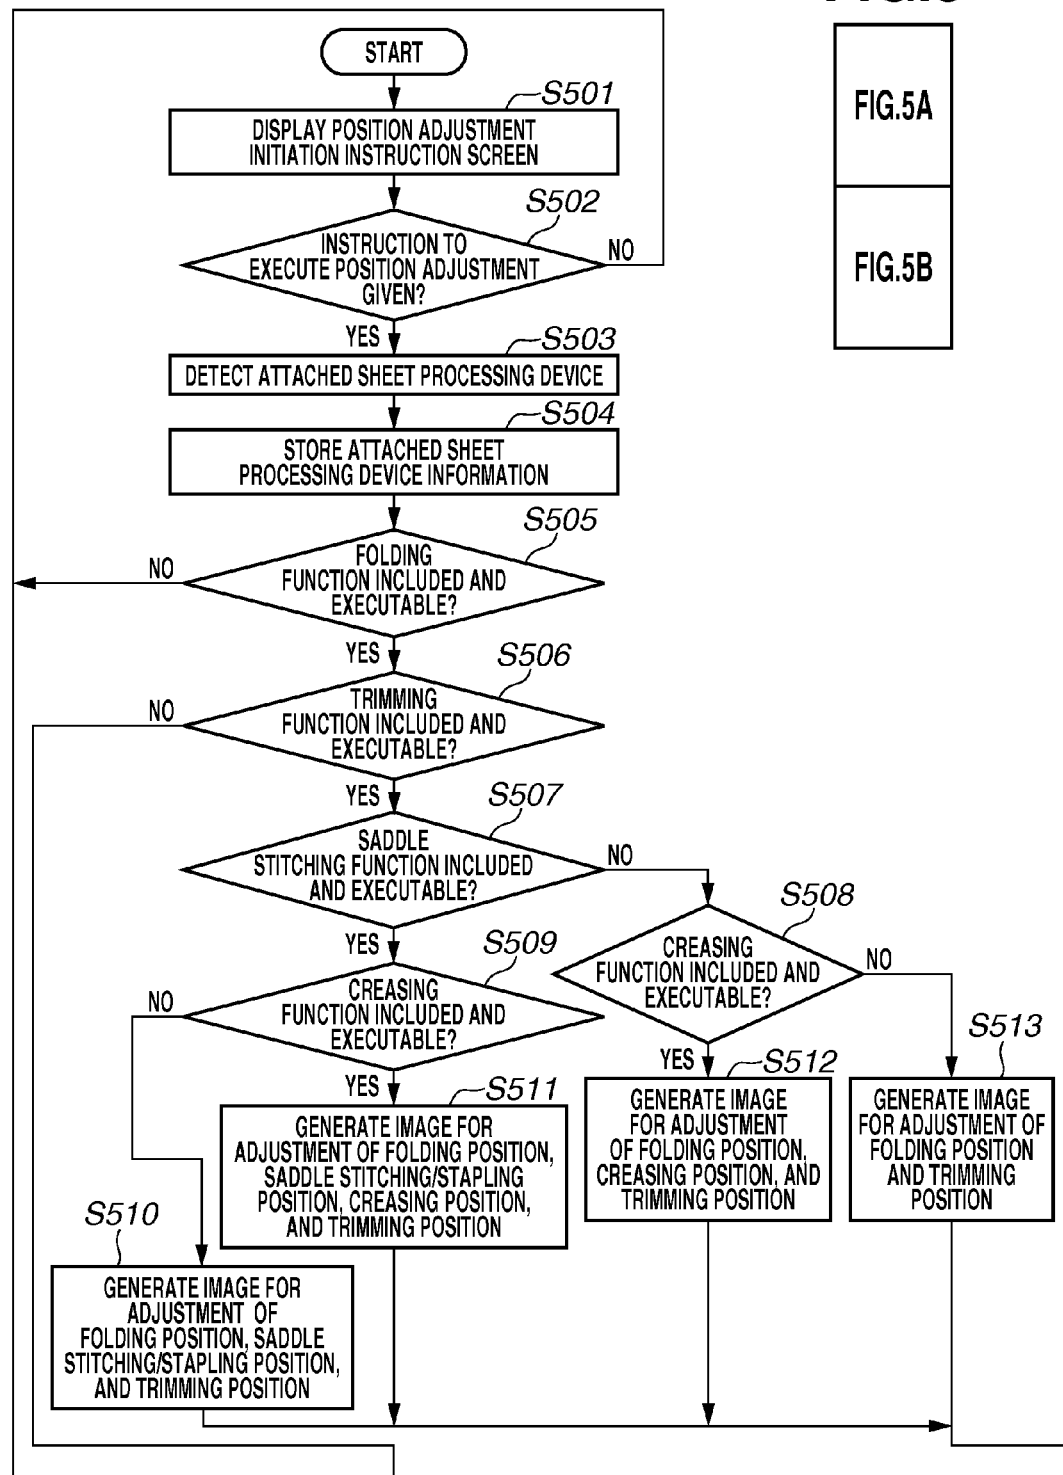 START
S501
DISPLAY POSITION ADJUSTMENT
INITIATION INSTRUCTION SCREEN
S502
INSTRUCTION TO
EXECUTE POSITION ADJUSTMENT
GIVEN?
NO
YES
S503
DETECT ATTACHED SHEET PROCESSING DEVICE
S504
STORE ATTACHED SHEET
PROCESSING DEVICE INFORMATION
S505
FOLDING
FUNCTION INCLUDED AND
EXECUTABLE?
NO
YES
S506
TRIMMING
FUNCTION INCLUDED AND
EXECUTABLE?
NO
YES
S507
SADDLE
STITCHING FUNCTION INCLUDED
AND EXECUTABLE?
NO
YES
S508
CREASING
FUNCTION INCLUDED AND
EXECUTABLE?
NO
YES
S509
CREASING
FUNCTION INCLUDED AND
EXECUTABLE?
NO
YES
S511
GENERATE IMAGE FOR
ADJUSTMENT OF FOLDING POSITION,
SADDLE STITCHING/STAPLING
POSITION, CREASING POSITION,
AND TRIMMING POSITION
S512
GENERATE IMAGE
FOR ADJUSTMENT
OF FOLDING POSITION,
CREASING POSITION, AND
TRIMMING POSITION
S513
GENERATE IMAGE
FOR ADJUSTMENT OF
FOLDING POSITION
AND TRIMMING
POSITION
S510
GENERATE IMAGE FOR
ADJUSTMENT OF
FOLDING POSITION, SADDLE
STITCHING/STAPLING POSITION,
AND TRIMMING POSITION
FIG.5A
FIG.5B